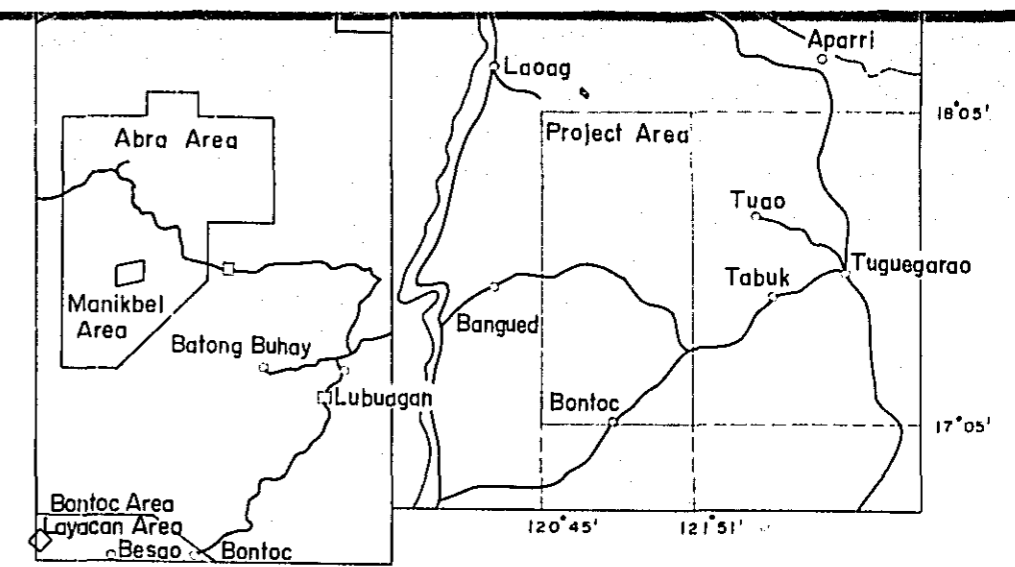 Abra Area
Manikbel
Area
Batong Buhay
Lubuagan
Bontoc Area
Layacan Area
Besao
Bontoc
Aparri
Laoag
18°05'
Project Area
Tuao
Tuguegarao
Tabuk
Bangued
Bontoc
17°05'
120°45'
121°51'